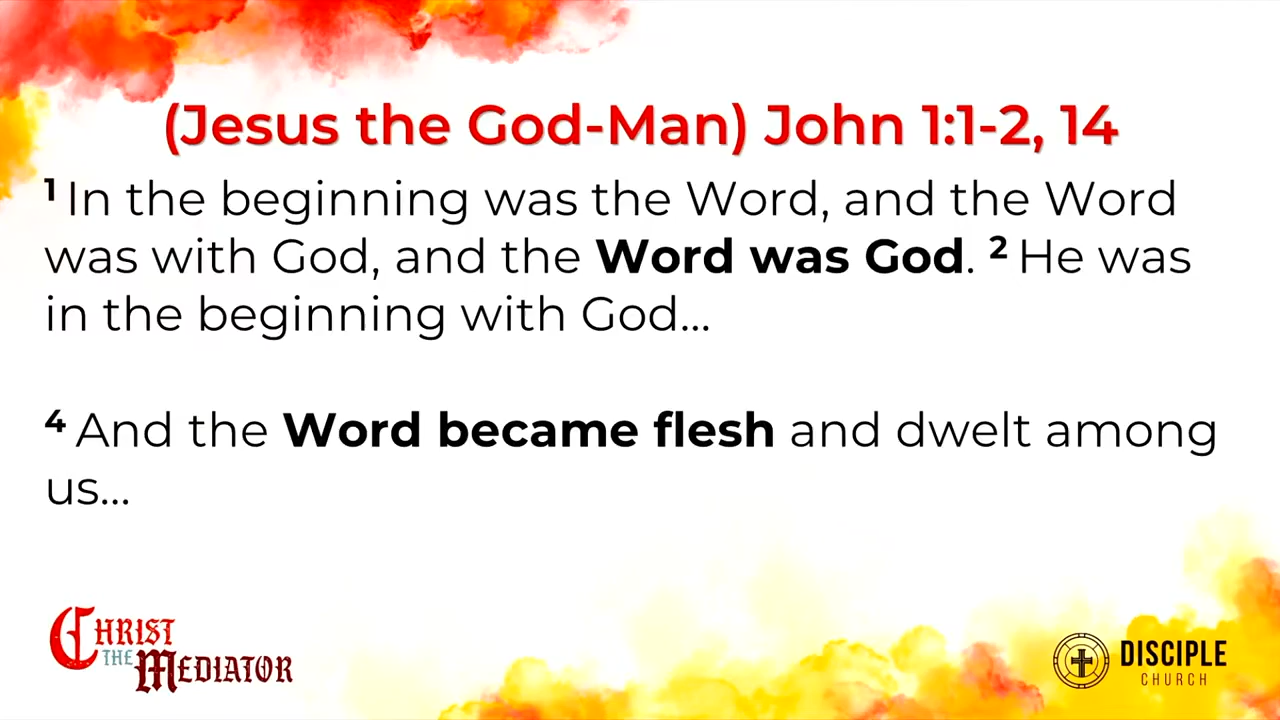 (Jesus the God-Man) John 1:1-2, 14
1 In the beginning was the Word, and the Word
was with God, and the Word was God. 2 He was
in the beginning with God...
4 And the Word became flesh and dwelt among
us...
CHRIST
THE MEDIATOR
DISCIPLE
CHURCH